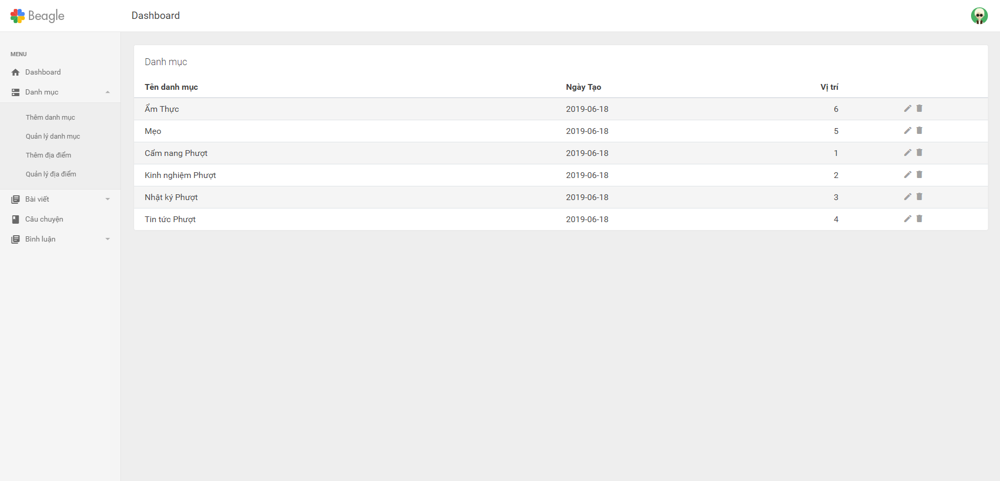 Beagle
Dashboard
MENU
Dashboard
Danh mục
Thêm danh mục
Quản lý danh mục
Thêm địa điểm
Quản lý địa điểm
Bài viết
Câu chuyện
Bình luận
Danh mục
Tên danh mục Ngày Tạo Vị trí
Ẩm Thực 2019-06-18 6
Mẹo 2019-06-18 5
Cẩm nang Phượt 2019-06-18 1
Kinh nghiệm Phượt 2019-06-18 2
Nhật ký Phượt 2019-06-18 3
Tin tức Phượt 2019-06-18 4